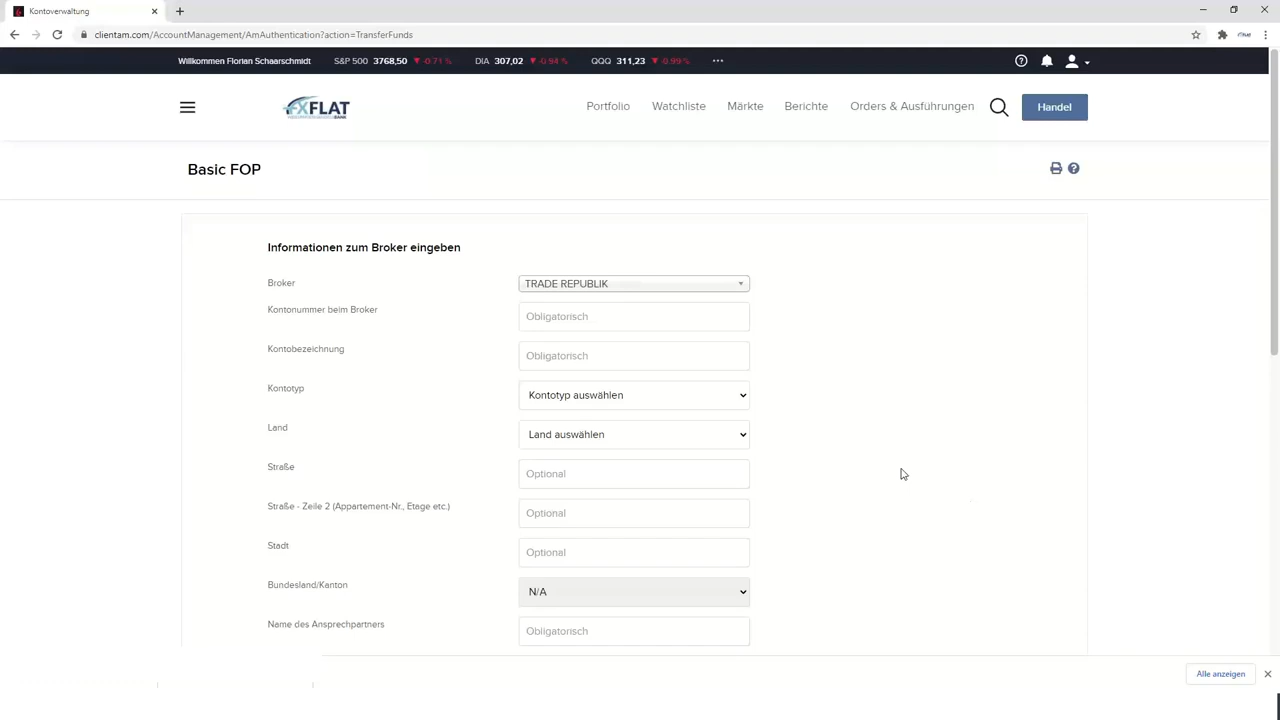 Kontoverwaltung
clientam.com/AccountManagement/AmAuthentication?action=TransferFunds
Willkommen Florian Schaarschmidt S&P 500 3768,50 ▼ -0.71% DIA 307,02 ▼ -0.94% QQQ 311,23 ▼ -0.99% •••
FXFLAT
BANK
Portfolio Watchliste Märkte Berichte Orders & Ausführungen Handel
Basic FOP
Informationen zum Broker eingeben
Broker TRADE REPUBLIK
Kontonummer beim Broker Obligatorisch
Kontobezeichnung Obligatorisch
Kontotyp Kontotyp auswählen
Land Land auswählen
Straße Optional
Straße - Zeile 2 (Appartement-Nr., Etage etc.) Optional
Stadt Optional
Bundesland/Kanton N/A
Name des Ansprechpartners Obligatorisch
Alle anzeigen